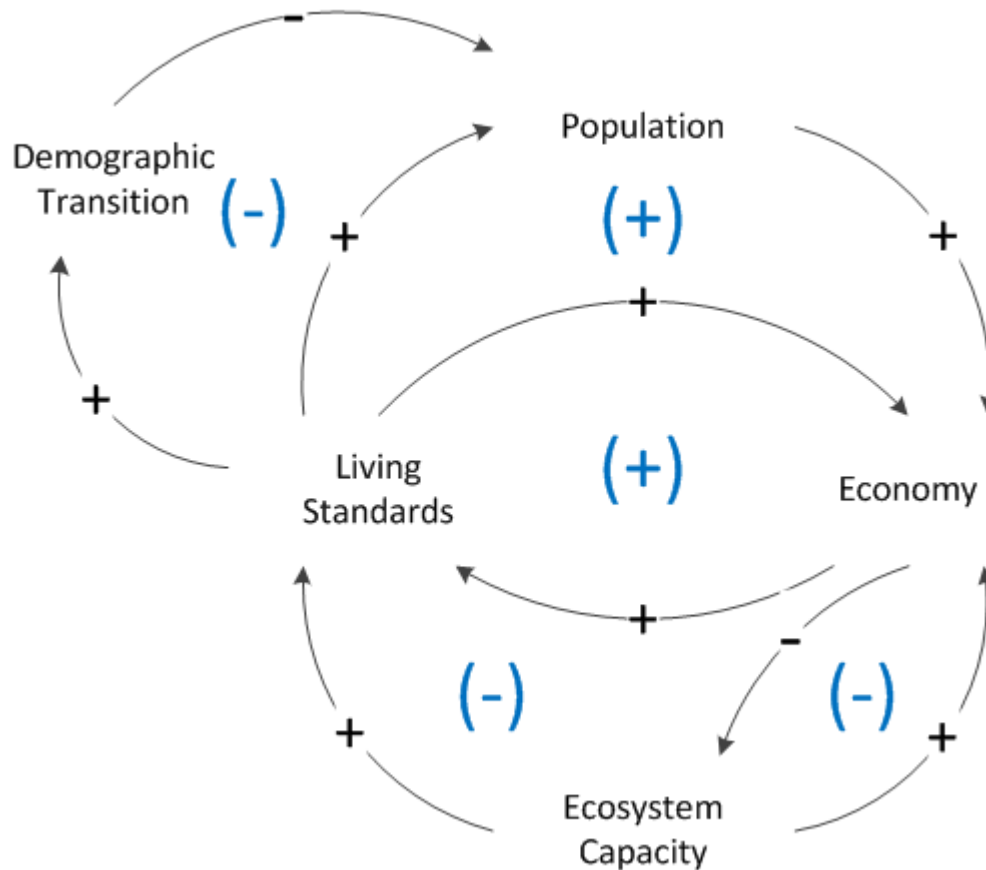 -
Population
Demographic
Transition
(-)
(+)
+
+
+
+
Living
Standards
(+)
Economy
+
-
(-)
(-)
+
+
Ecosystem
Capacity